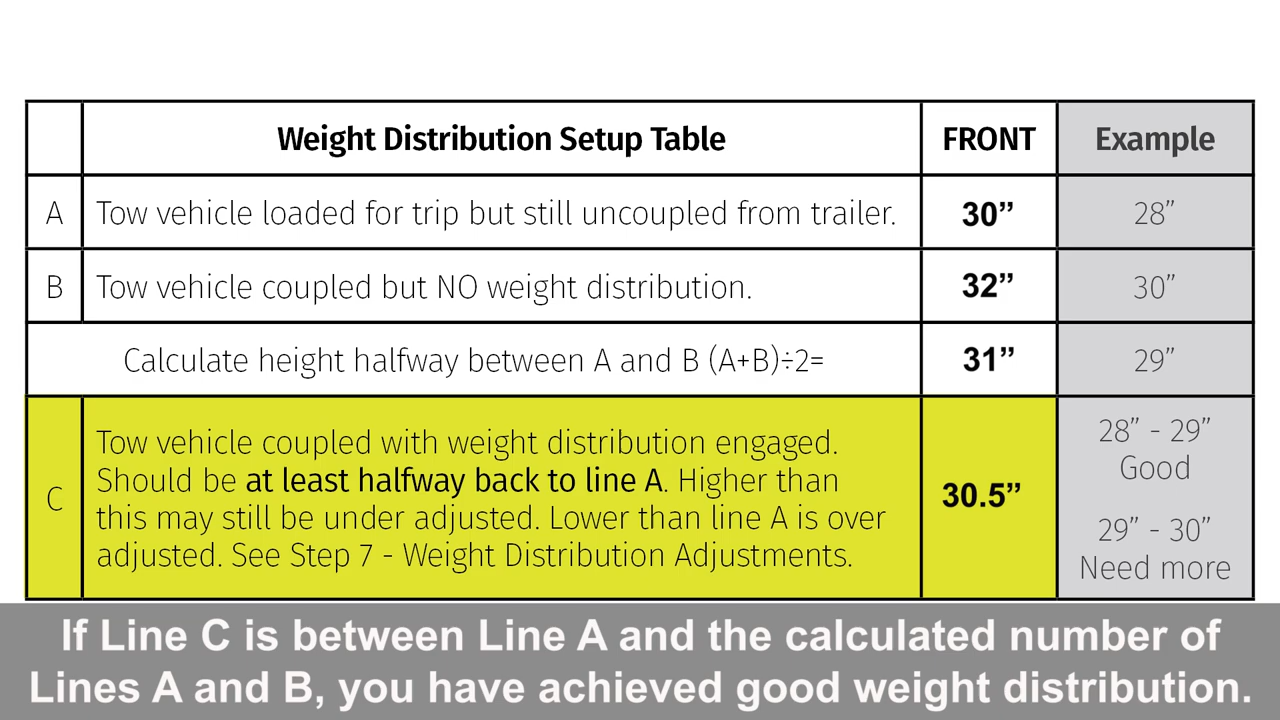 Weight Distribution Setup Table FRONT Example
A Tow vehicle loaded for trip but still uncoupled from trailer. 30” 28”
B Tow vehicle coupled but NO weight distribution. 32” 30”
Calculate height halfway between A and B (A+B)÷2= 31” 29”
C
Tow vehicle coupled with weight distribution engaged.
Should be at least halfway back to line A. Higher than
this may still be under adjusted. Lower than line A is over
adjusted. See Step 7 - Weight Distribution Adjustments.
30.5”
28” - 29”
Good
29” - 30”
Need more
If Line C is between Line A and the calculated number of
Lines A and B, you have achieved good weight distribution.